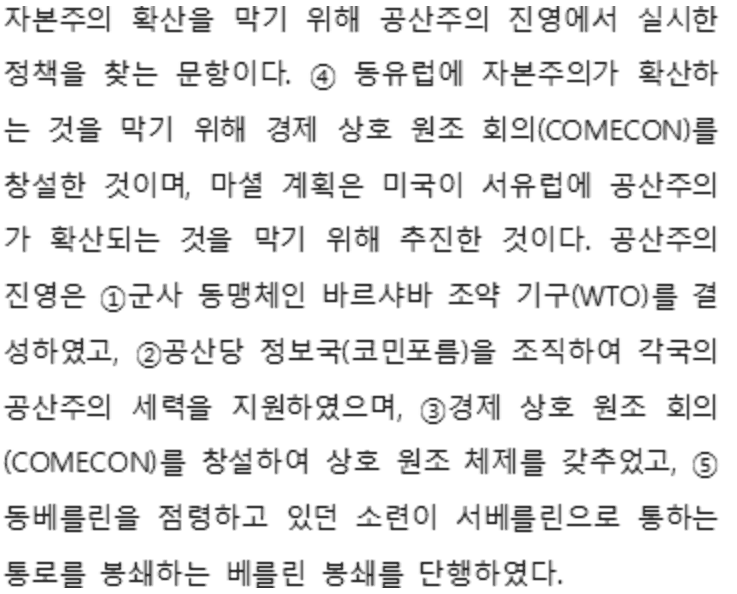 자본주의 확산을 막기 위해 공산주의 진영에서 실시한
정책을 찾는 문항이다. ④ 동유럽에 자본주의가 확산하
는 것을 막기 위해 경제 상호 원조 회의(COMECON)를
창설한 것이며, 마셜 계획은 미국이 서유럽에 공산주의
가 확산되는 것을 막기 위해 추진한 것이다. 공산주의
진영은 ①군사 동맹체인 바르샤바 조약 기구(WTO)를 결
성하였고, ②공산당 정보국(코민포름)을 조직하여 각국의
공산주의 세력을 지원하였으며, ③경제 상호 원조 회의
(COMECON)를 창설하여 상호 원조 체제를 갖추었고, ⑤
동베를린을 점령하고 있던 소련이 서베를린으로 통하는
통로를 봉쇄하는 베를린 봉쇄를 단행하였다.